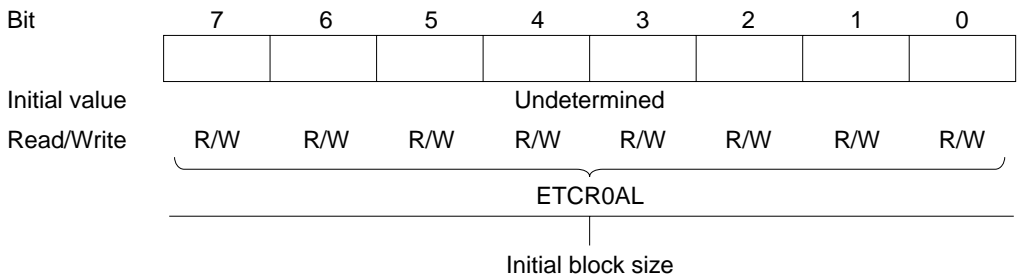 Bit 7 6 5 4 3 2 1 0
Initial value Undetermined
Read/Write R/W R/W R/W R/W R/W R/W R/W R/W
ETCR0AL
Initial block size